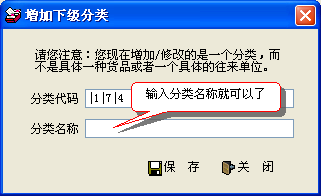 增加下级分类
请您注意：您现在增加/修改的是一个分类，而
不是具体一种货品或者一个具体的往来单位。
分类代码 |1|7|4
输入分类名称就可以了
分类名称
保 存 关 闭